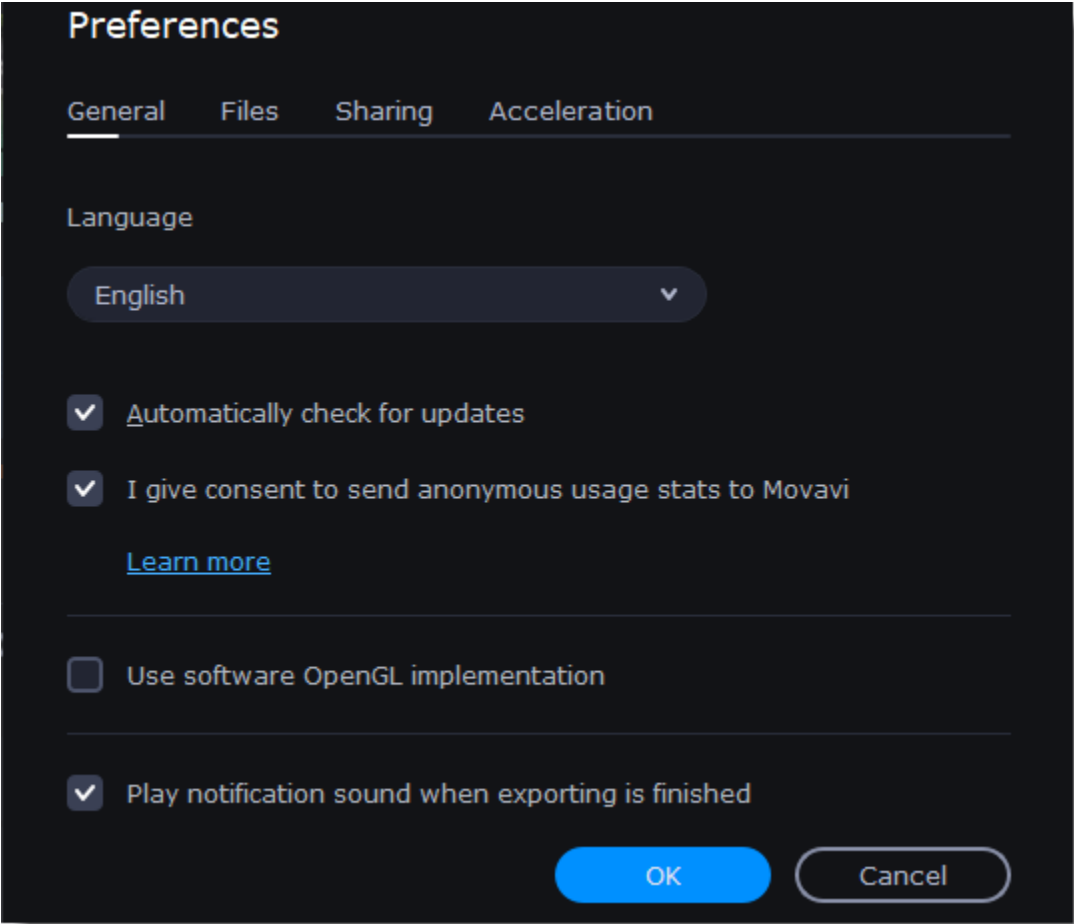 Preferences
General Files Sharing Acceleration
Language
English
Automatically check for updates
I give consent to send anonymous usage stats to Movavi
Learn more
Use software OpenGL implementation
Play notification sound when exporting is finished
OK Cancel